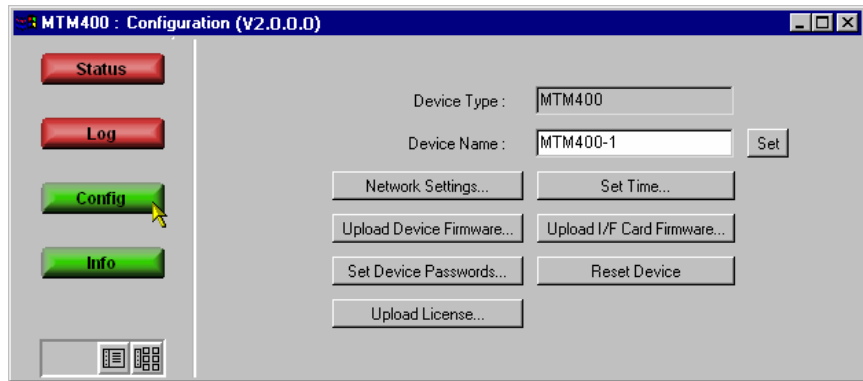 MTM400 : Configuration (V2.0.0.0)
Status
Log
Config
Info
Device Type :
MTM400
Device Name :
MTM400-1
Set
Network Settings...
Set Time...
Upload Device Firmware...
Upload I/F Card Firmware...
Set Device Passwords...
Reset Device
Upload License...